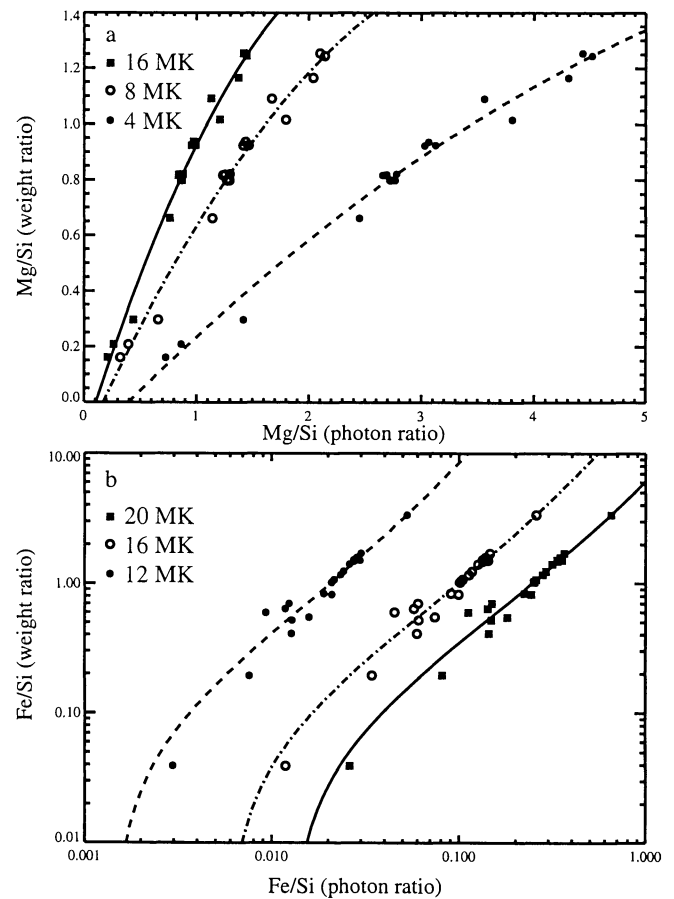 a
16 MK
8 MK
4 MK
1.4
1.2
1.0
0.8
0.6
0.4
0.2
0.0
Mg/Si (weight ratio)
0 1 2 3 4 5
Mg/Si (photon ratio)
b
20 MK
16 MK
12 MK
10.00
1.00
0.10
0.01
Fe/Si (weight ratio)
0.001 0.010 0.100 1.000
Fe/Si (photon ratio)